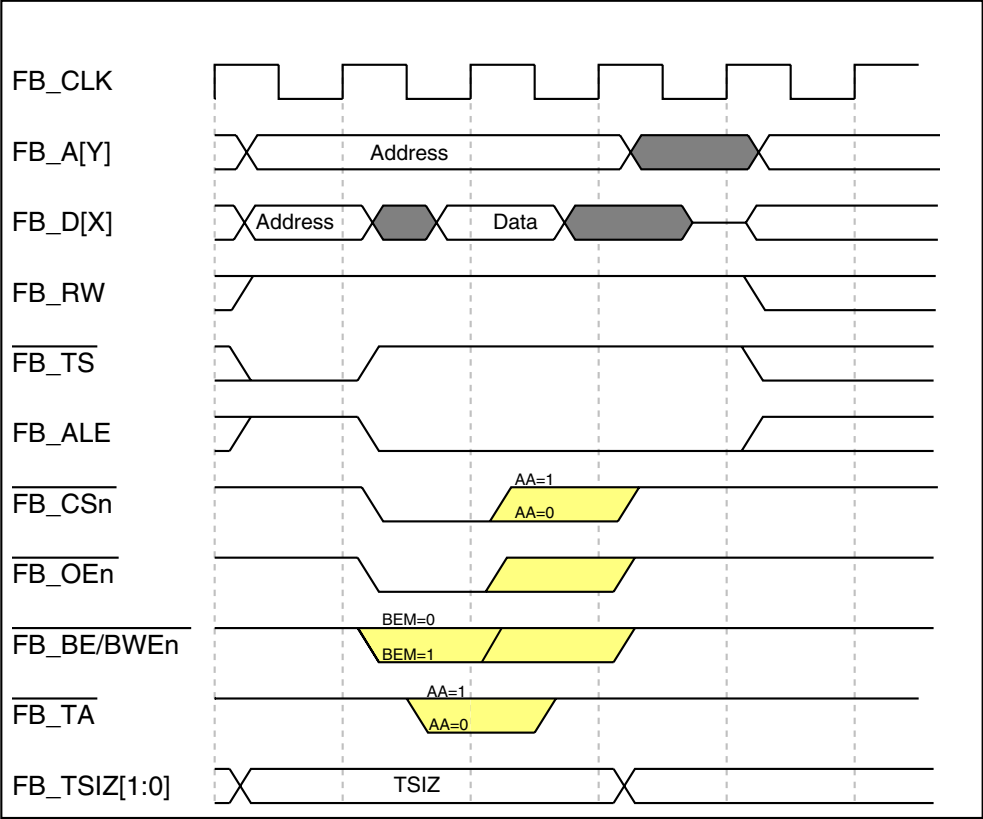 FB_CLK
FB_A[Y]
Address
FB_D[X]
Address
Data
FB_RW
FB_TS
FB_ALE
FB_CSn
AA=1
AA=0
FB_OEn
FB_BE/BWEn
BEM=0
BEM=1
FB_TA
AA=1
AA=0
FB_TSIZ[1:0]
TSIZ